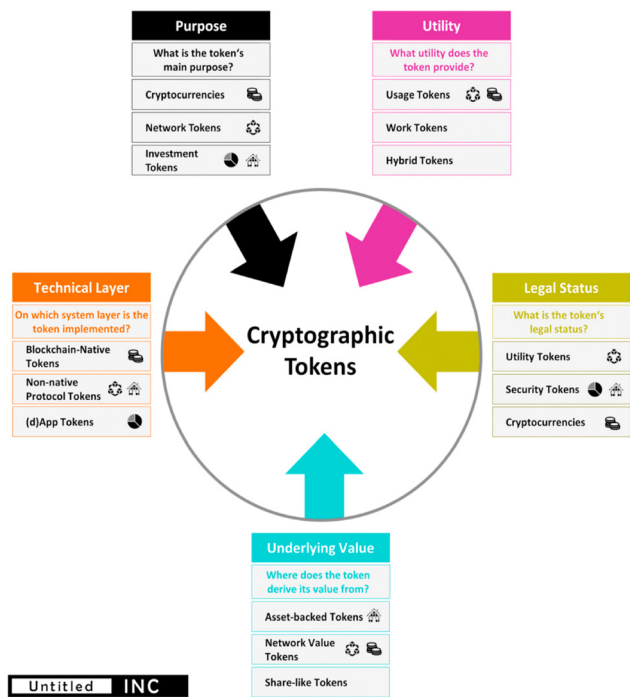 Purpose
What is the token's
main purpose?
Cryptocurrencies
Network Tokens
Investment
Tokens
Utility
What utility does the
token provide?
Usage Tokens
Work Tokens
Hybrid Tokens
Technical Layer
On which system layer is the
token implemented?
Blockchain-Native
Tokens
Non-native
Protocol Tokens
(d)App Tokens
Cryptographic
Tokens
Legal Status
What is the token's
legal status?
Utility Tokens
Security Tokens
Cryptocurrencies
Underlying Value
Where does the token
derive its value from?
Asset-backed Tokens
Network Value
Tokens
Share-like Tokens
Untitled INC